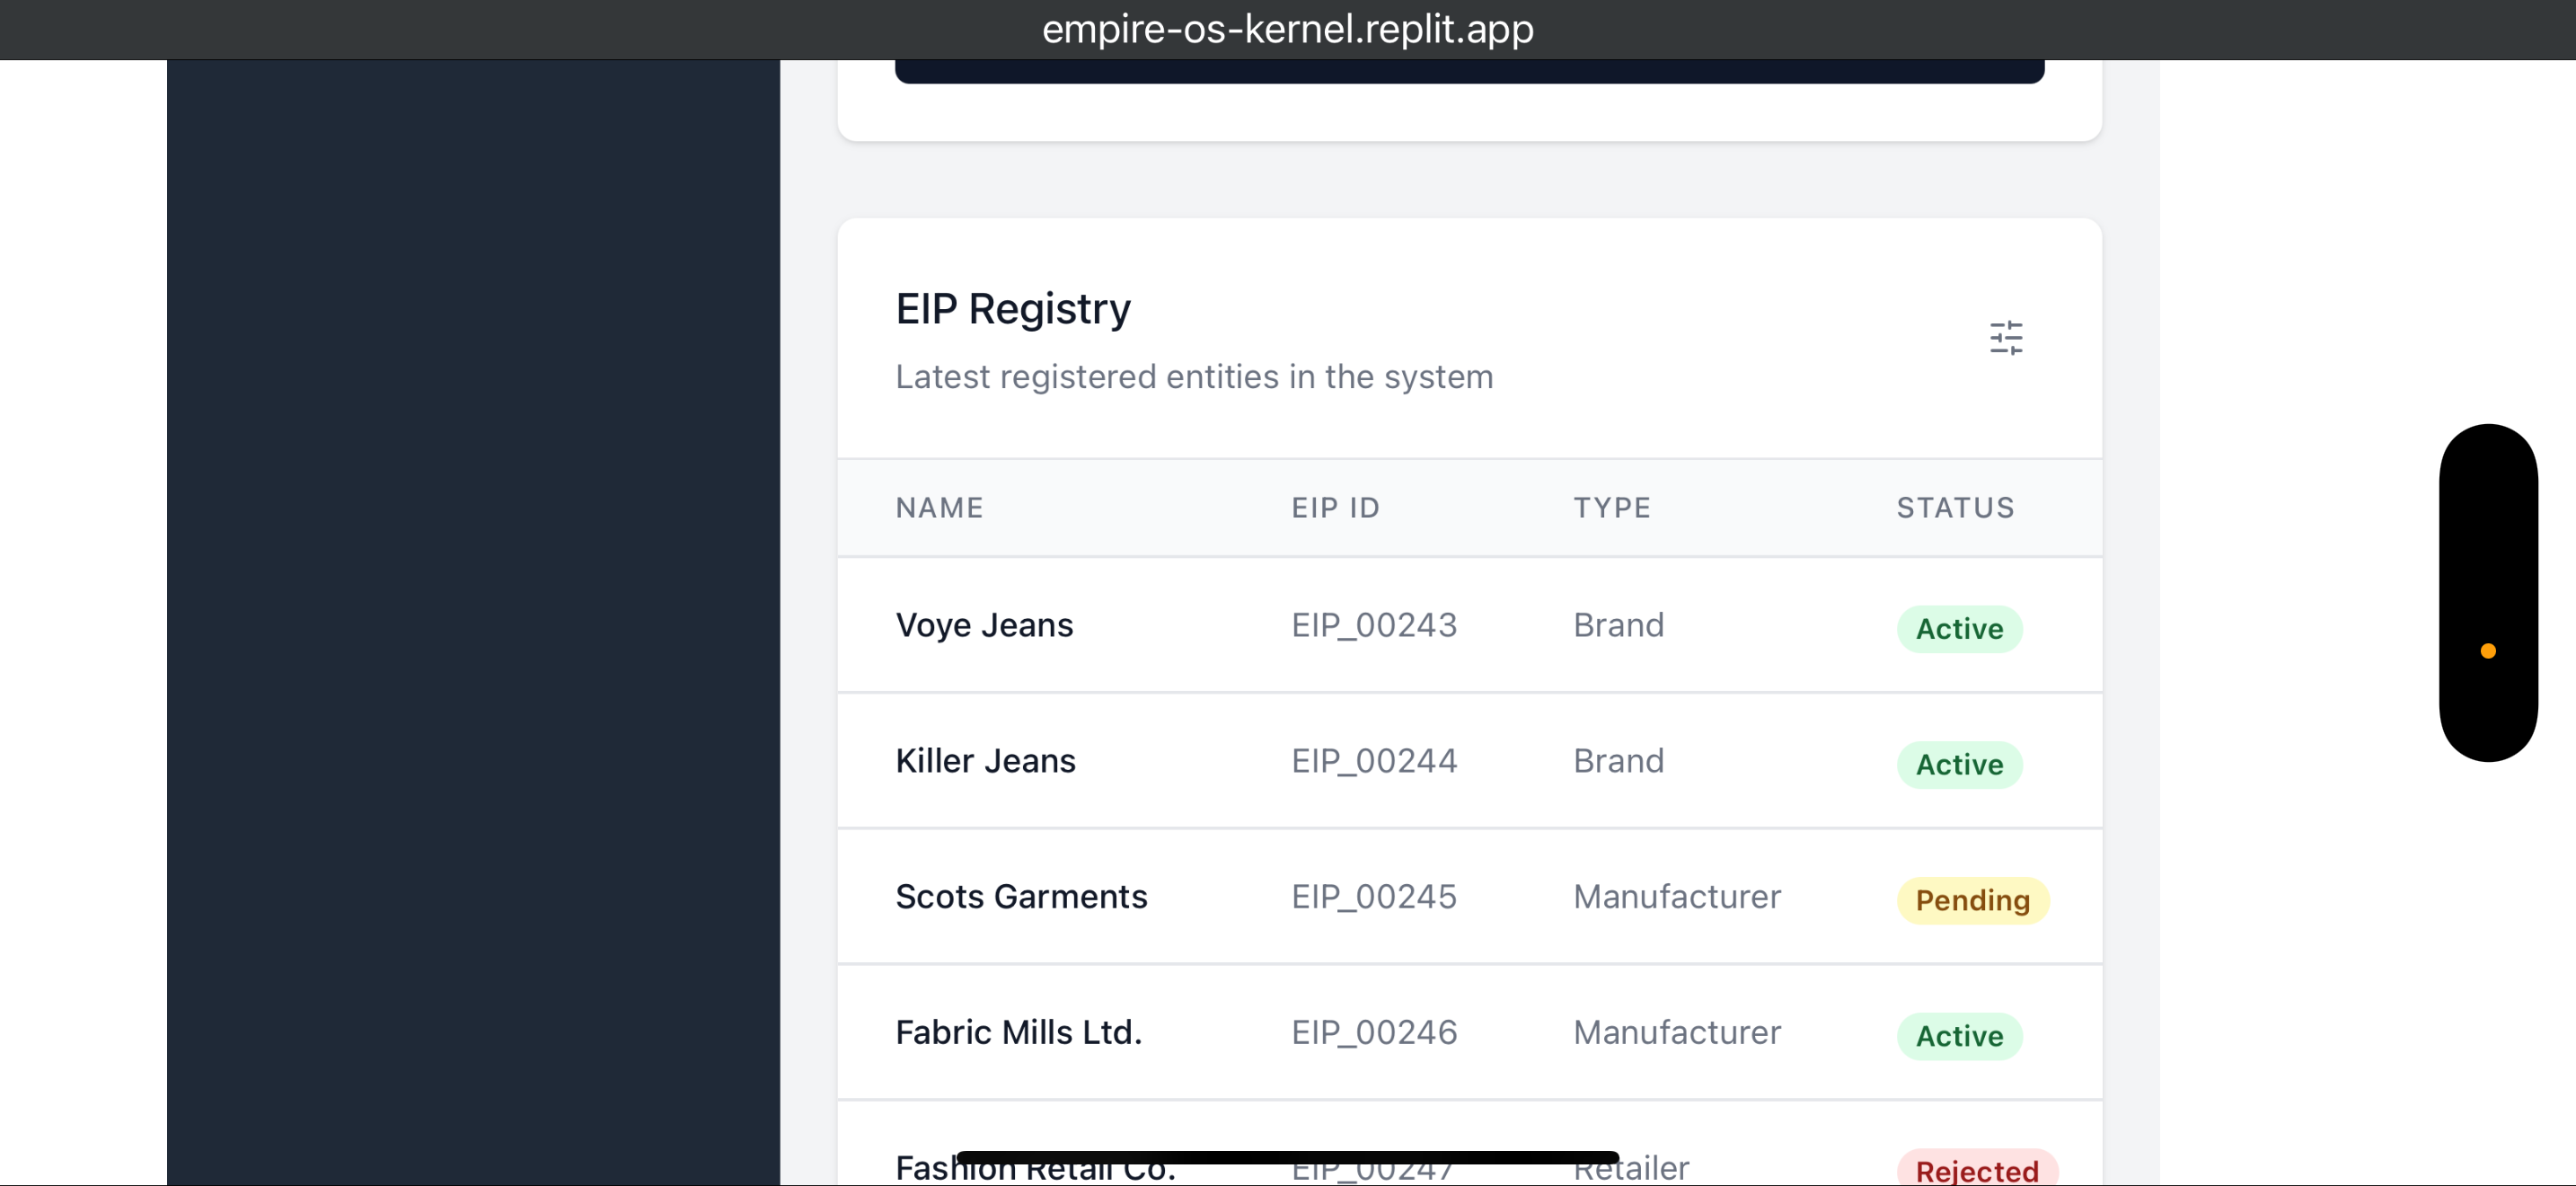 empire-os-kernel.replit.app
EIP Registry
Latest registered entities in the system
NAME EIP ID TYPE STATUS
Voye Jeans EIP_00243 Brand Active
Killer Jeans EIP_00244 Brand Active
Scots Garments EIP_00245 Manufacturer Pending
Fabric Mills Ltd. EIP_00246 Manufacturer Active
Fashion Retail Co. EIP_00247 Retailer Rejected